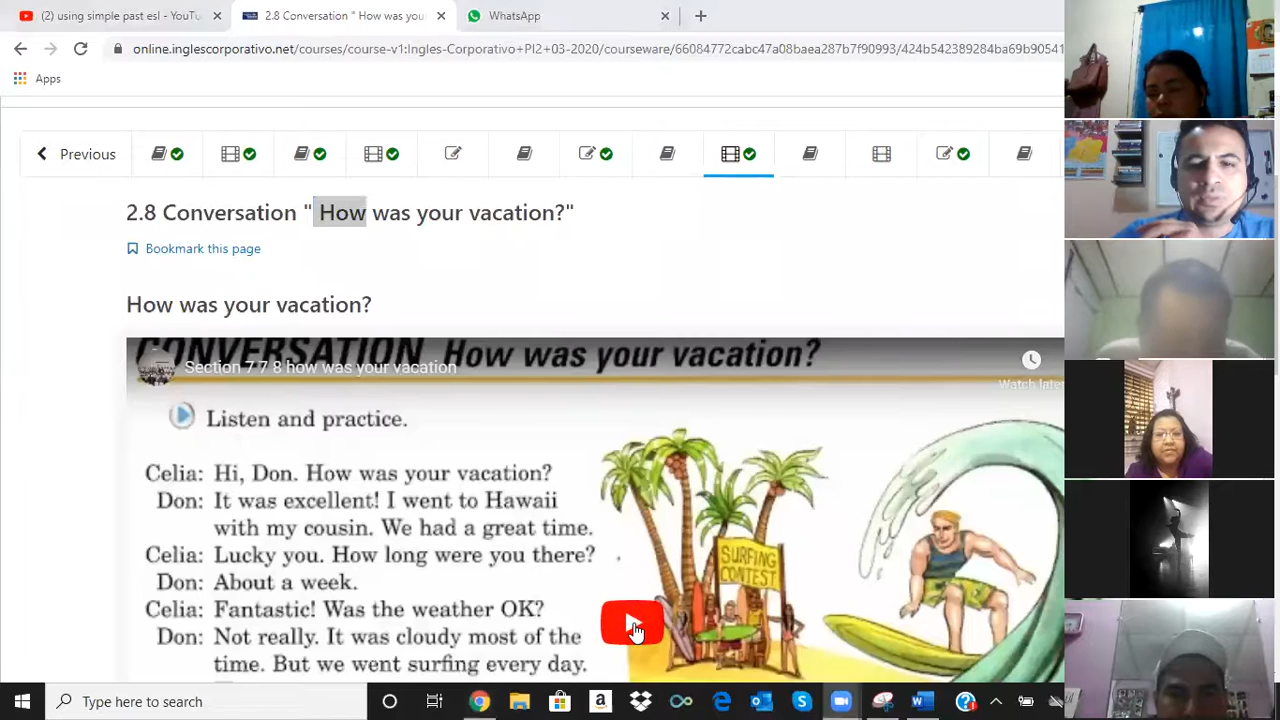 (2) using simple past esl - YouTu
2.8 Conversation " How was you
WhatsApp
online.inglescorporativo.net/courses/course-v1:Ingles-Corporativo+PI2+03-2020/courseware/66084772cabc47a08baea287b7f90993/424b542389284ba69b90541
Apps
Previous
2.8 Conversation " How was your vacation?"
Bookmark this page
How was your vacation?
CONVERSATION How was your vacation?
Section 7 7 8 how was your vacation
Watch later
Listen and practice.
Celia: Hi, Don. How was your vacation?
Don: It was excellent! I went to Hawaii
with my cousin. We had a great time.
Celia: Lucky you. How long were you there?
Don: About a week.
Celia: Fantastic! Was the weather OK?
Don: Not really. It was cloudy most of the
time. But we went surfing every day.
SURFING
CONTEST
Type here to search